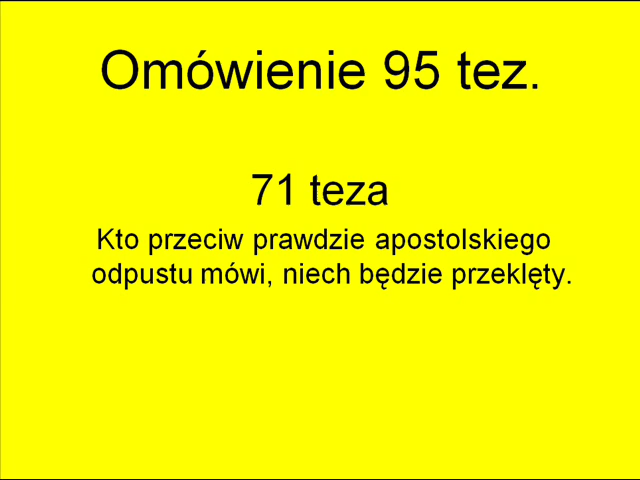 Omówienie 95 tez.
71 teza
Kto przeciw prawdzie apostolskiego
odpustu mówi, niech będzie przeklęty.